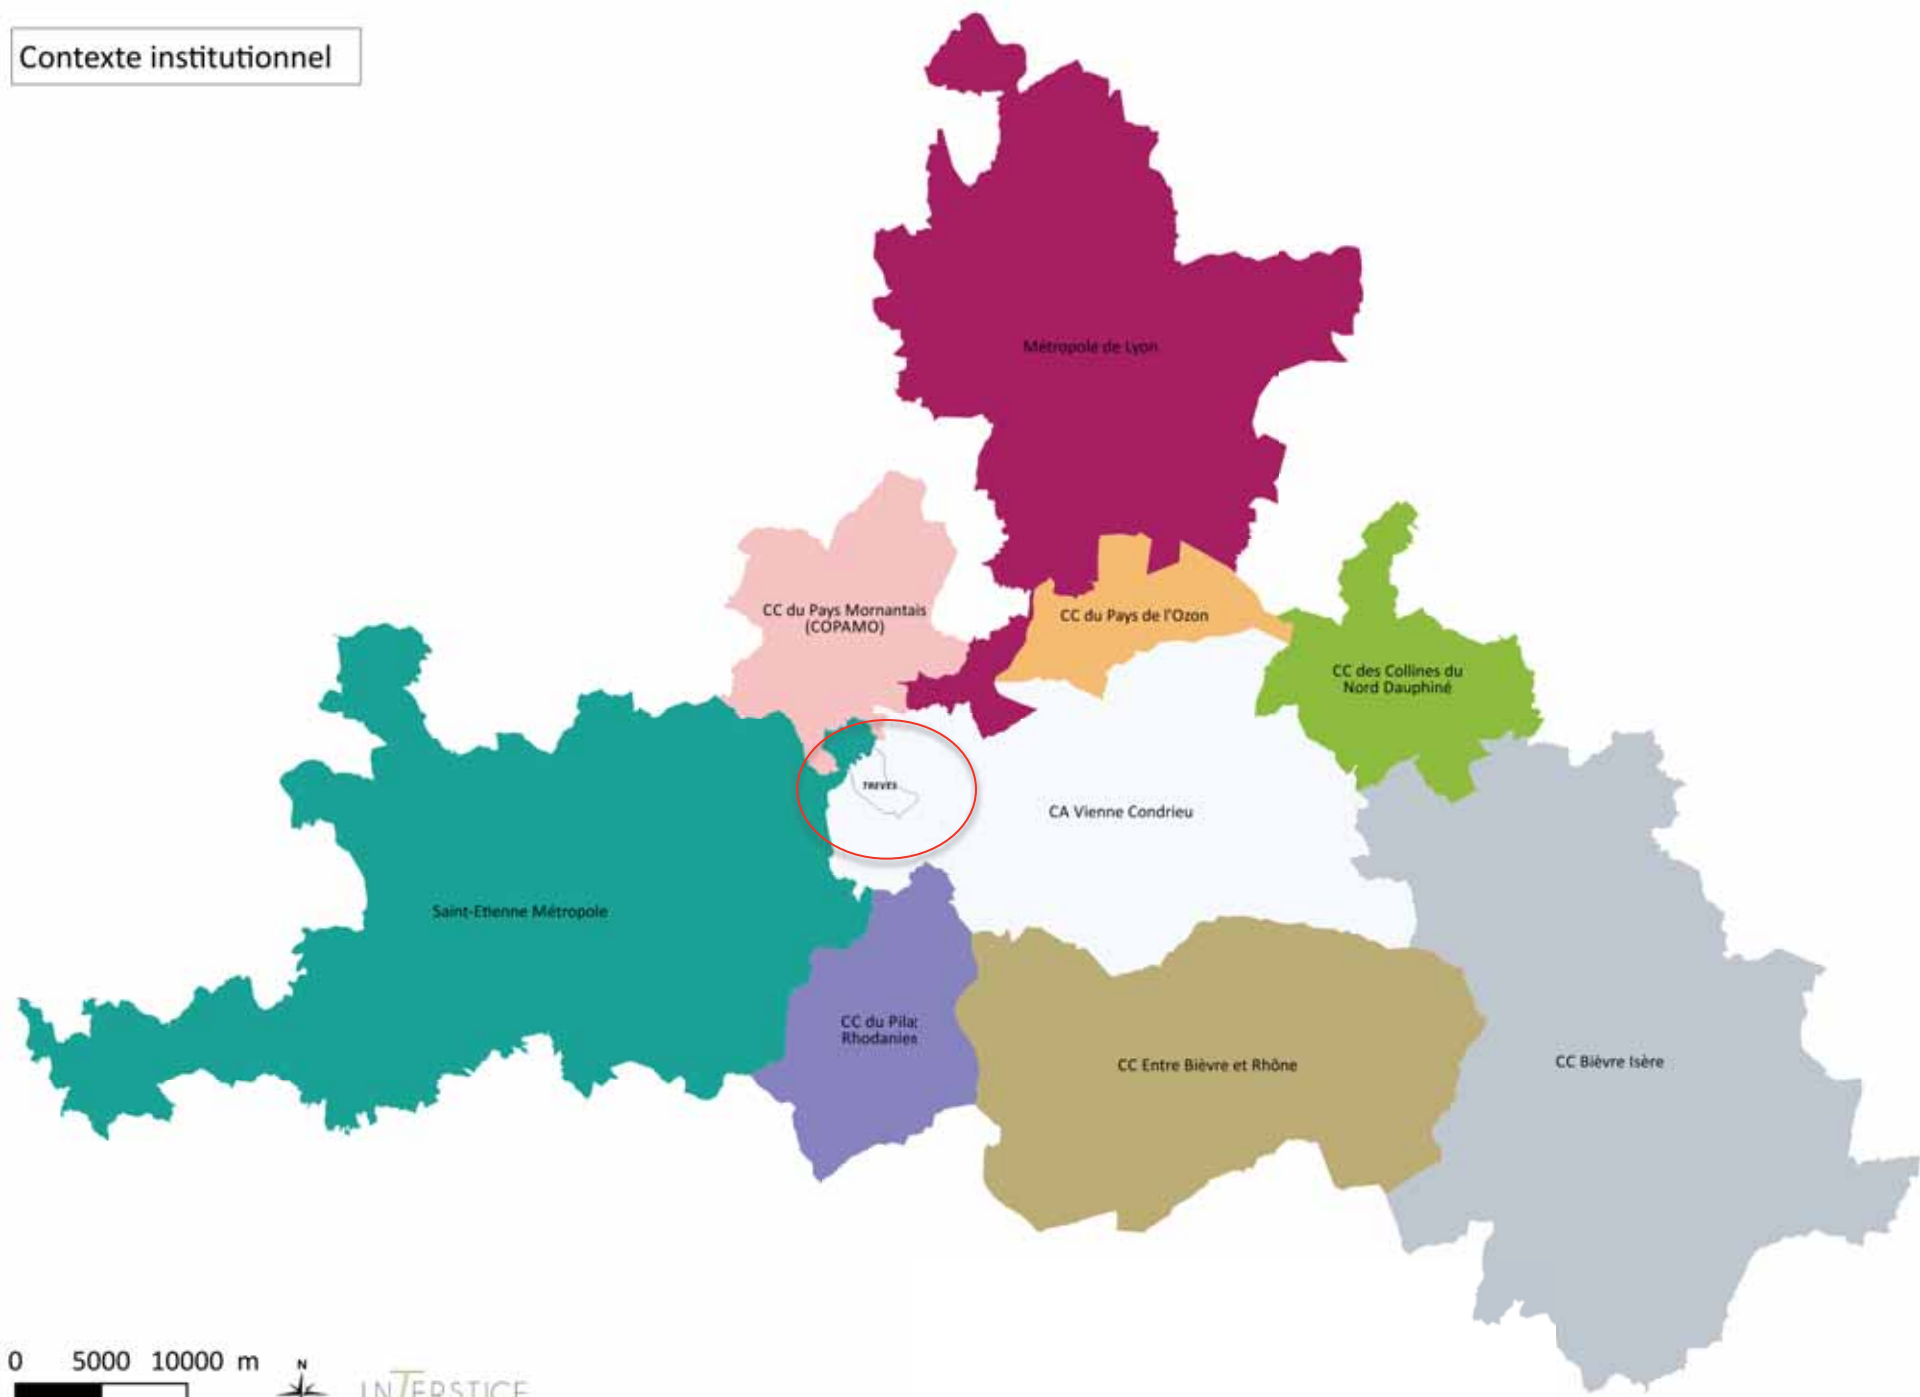 Contexte institutionnel
Métropole de Lyon
CC du Pays Mornantais
(COPAMO)
CC du Pays de l'Ozon
CC des Collines du
Nord Dauphiné
TREVES
CA Vienne Condrieu
Saint-Etienne Métropole
CC du Pilat
Rhodanien
CC Entre Bièvre et Rhône
CC Bièvre Isère
0 5000 10000 m
N
INTERSTICE